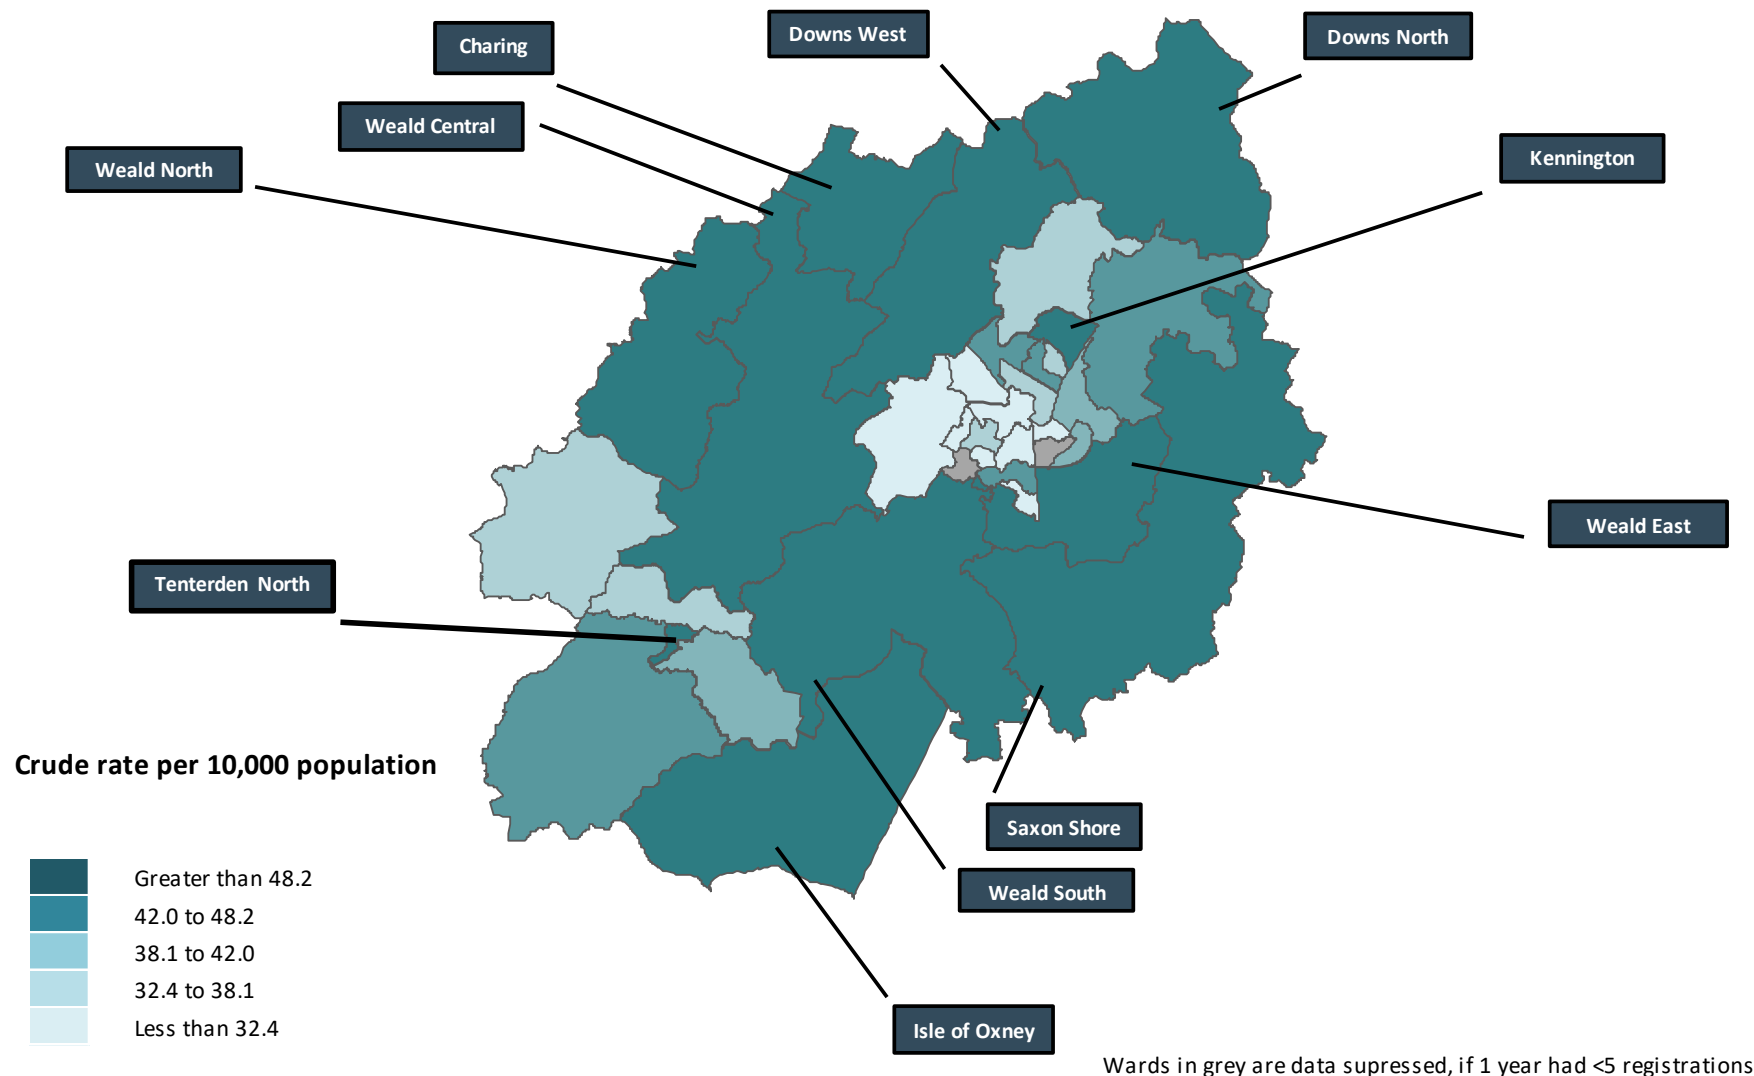 Downs West
Charing
Downs North
Weald Central
Kennington
Weald North
Weald East
Tenterden North
Crude rate per 10,000 population
Saxon Shore
Greater than 48.2
Weald South
42.0 to 48.2
38.1 to 42.0
32.4 to 38.1
Less than 32.4
Isle of Oxney
Wards in grey are data supressed, if 1 year had <5 registrations